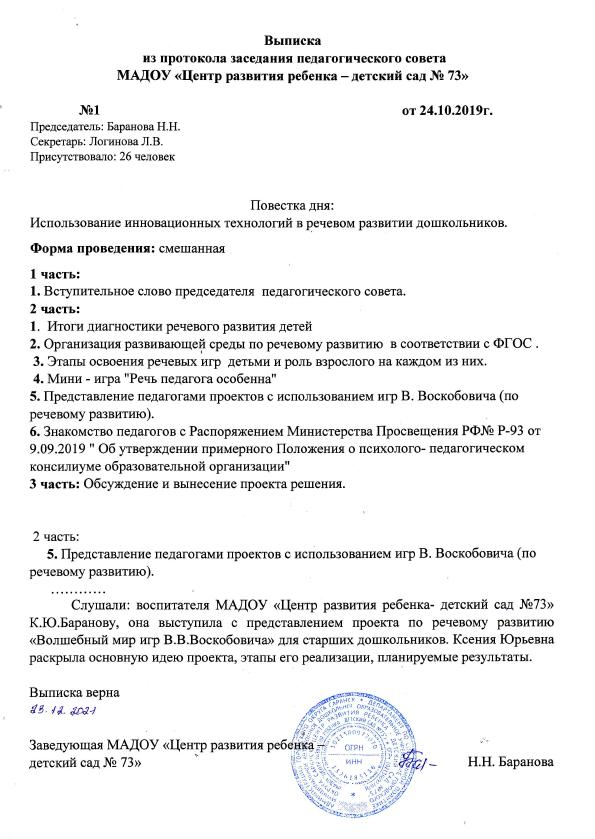 Выписка
из протокола заседания педагогического совета
МАДОУ «Центр развития ребенка – детский сад № 73»
№1 от 24.10.2019г.
Председатель: Баранова Н.Н.
Секретарь: Логинова Л.В.
Присутствовало: 26 человек
Повестка дня:
Использование инновационных технологий в речевом развитии дошкольников.
Форма проведения: смешанная
1 часть:
1. Вступительное слово председателя педагогического совета.
2 часть:
1. Итоги диагностики речевого развития детей
2. Организация развивающей среды по речевому развитию в соответствии с ФГОС .
3. Этапы освоения речевых игр детьми и роль взрослого на каждом из них.
4. Мини - игра "Речь педагога особенна"
5. Представление педагогами проектов с использованием игр В. Воскобовича (по
речевому развитию).
6. Знакомство педагогов с Распоряжением Министерства Просвещения РФ№ Р-93 от
9.09.2019 " Об утверждении примерного Положения о психолого- педагогическом
консилиуме образовательной организации"
3 часть: Обсуждение и вынесение проекта решения.
2 часть:
5. Представление педагогами проектов с использованием игр В. Воскобовича (по
речевому развитию).
…………
Слушали: воспитателя МАДОУ «Центр развития ребенка- детский сад №73»
К.Ю.Баранову, она выступила с представлением проекта по речевому развитию
«Волшебный мир игр В.В.Воскобовича» для старших дошкольников. Ксения Юрьевна
раскрыла основную идею проекта, этапы его реализации, планируемые результаты.
Выписка верна
23.12.2021
Заведующая МАДОУ «Центр развития ребенка –
детский сад № 73» Н.Н. Баранова
ОГРН
ИНН